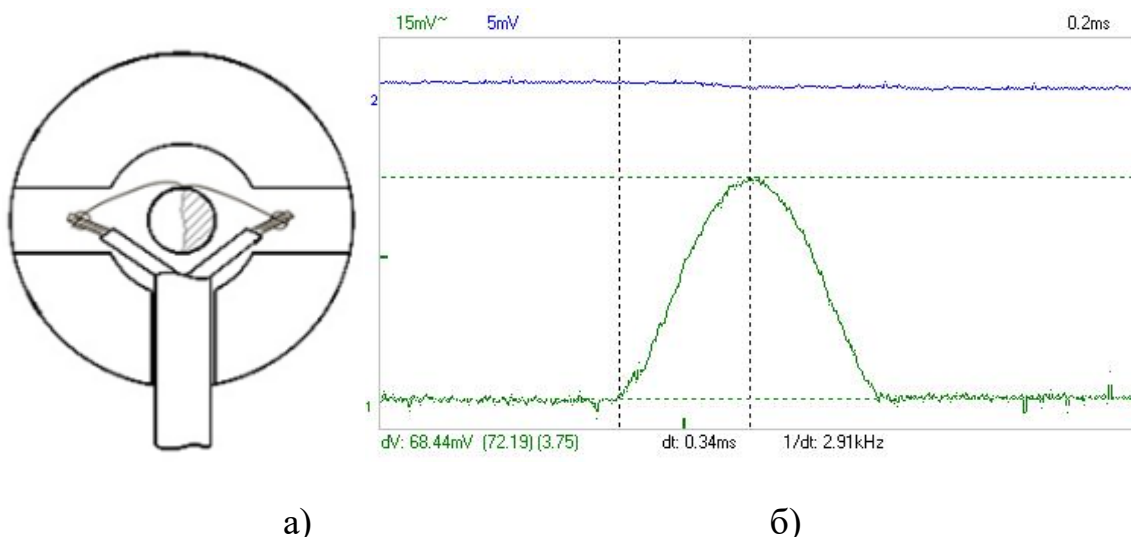 15mV~ 5mV 0.2ms
2
1
dV: 68.44mV (72.19) (3.75) dt: 0.34ms 1/dt: 2.91kHz
а) б)